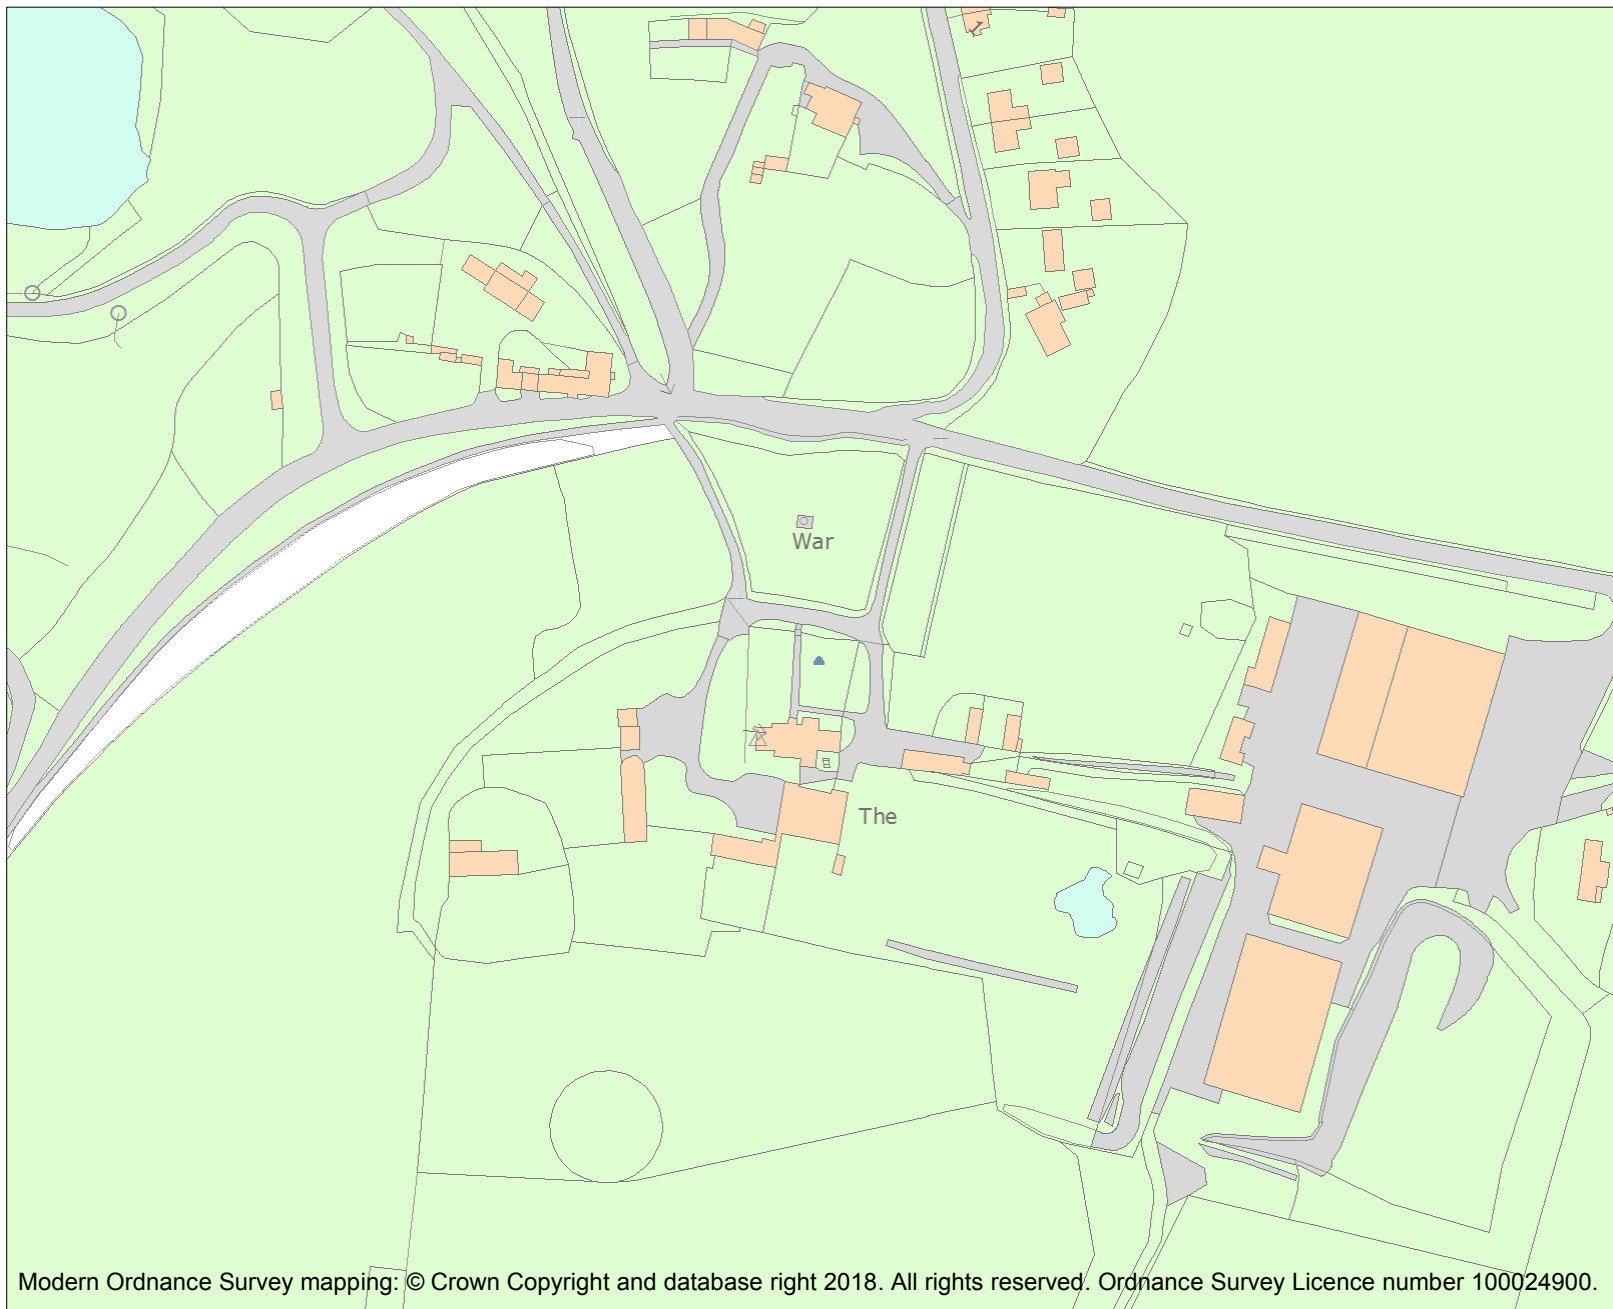 1
War
The
Modern Ordnance Survey mapping: © Crown Copyright and database right 2018. All rights reserved. Ordnance Survey Licence number 100024900.